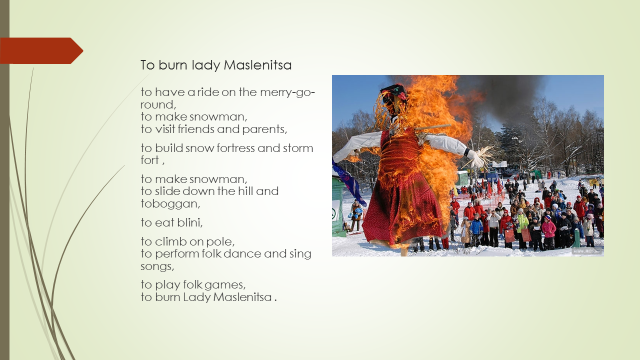 To burn lady Maslenitsa
to have a ride on the merry-go-
round,
to make snowman,
to visit friends and parents,
to build snow fortress and storm
fort ,
to make snowman,
to slide down the hill and
toboggan,
to eat blini,
to climb on pole,
to perform folk dance and sing
songs,
to play folk games,
to burn Lady Maslenitsa .